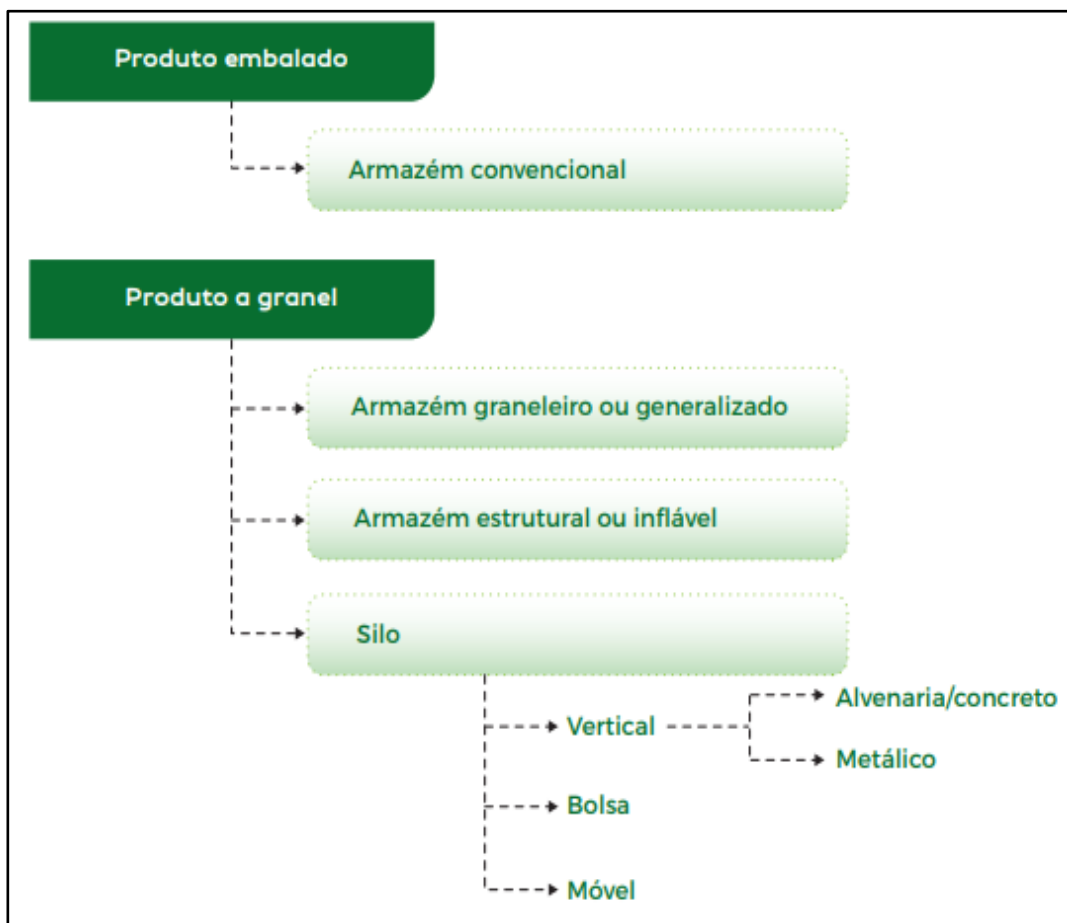 Produto embalado
Armazém convencional
Produto a granel
Armazém graneleiro ou generalizado
Armazém estrutural ou inflável
Silo
Vertical
Alvenaria/concreto
Metálico
Bolsa
Móvel